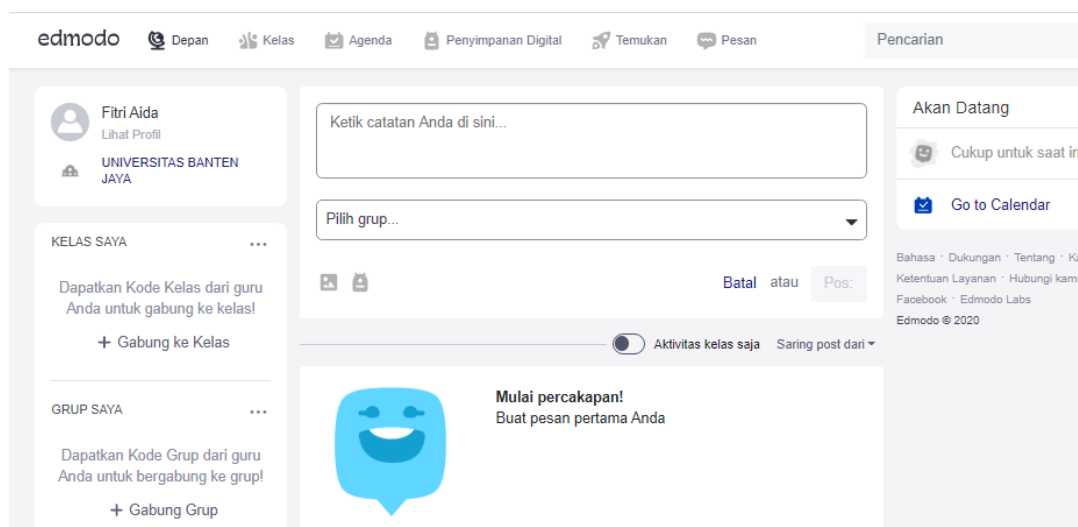 edmodo
Depan
Kelas
Agenda
Penyimpanan Digital
Temukan
Pesan
Pencarian
Fitri Aida
Lihat Profil
UNIVERSITAS BANTEN
JAYA
KELAS SAYA
Dapatkan Kode Kelas dari guru
Anda untuk gabung ke kelas!
+ Gabung ke Kelas
GRUP SAYA
Dapatkan Kode Grup dari guru
Anda untuk bergabung ke grup!
+ Gabung Grup
Ketik catatan Anda di sini...
Pilih grup...
Batal atau Pos:
Aktivitas kelas saja Saring post dari
Mulai percakapan!
Buat pesan pertama Anda
Akan Datang
Cukup untuk saat
Go to Calendar
Bahasa · Dukungan · Tentang ·
Ketentuan Layanan · Hubungi kami
Facebook · Edmodo Labs
Edmodo © 2020